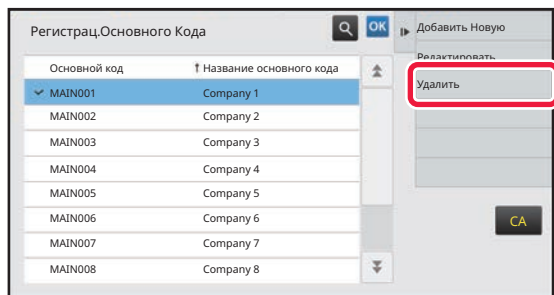 Регистрац.Основного Кода
OK
Добавить Новую
Редактировать
Удалить
Основной код Название основного кода
MAIN001 Company 1
MAIN002 Company 2
MAIN003 Company 3
MAIN004 Company 4
MAIN005 Company 5
MAIN006 Company 6
MAIN007 Company 7
MAIN008 Company 8
CA